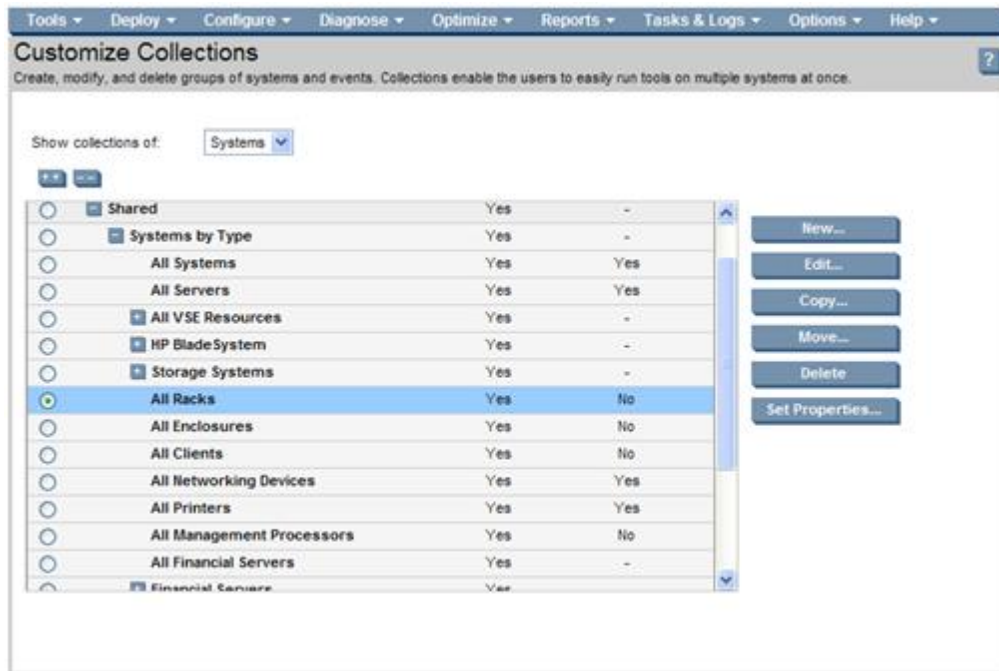 Tools Deploy Configure Diagnose Optimize Reports Tasks & Logs Options Help
Customize Collections
?
Create, modify, and delete groups of systems and events. Collections enable the users to easily run tools on multiple systems at once.
Show collections of: Systems
Shared Yes -
Systems by Type Yes -
All Systems Yes Yes
All Servers Yes Yes
All VSE Resources Yes -
HP BladeSystem Yes -
Storage Systems Yes -
All Racks Yes No
All Enclosures Yes No
All Clients Yes No
All Networking Devices Yes Yes
All Printers Yes Yes
All Management Processors Yes No
All Financial Servers Yes -
Financial Servers Yes
New...
Edit...
Copy...
Move...
Delete
Set Properties...